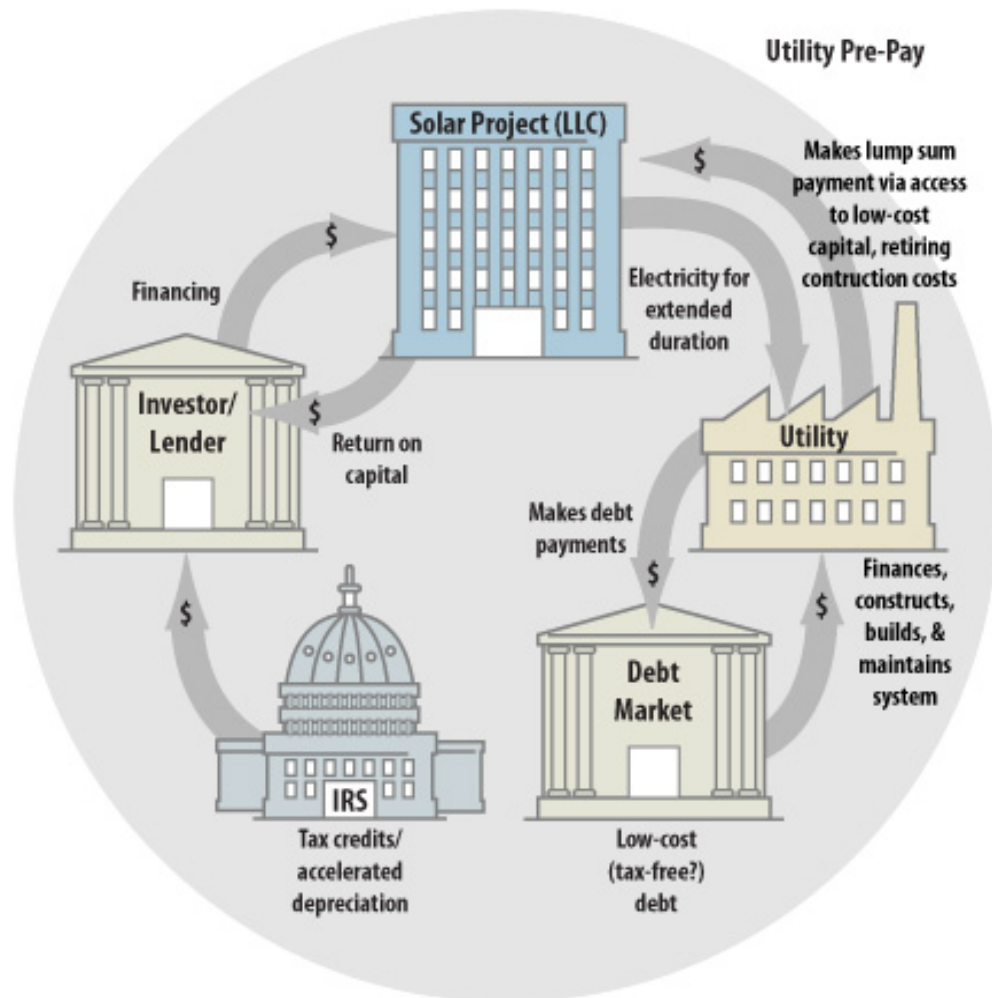 Utility Pre-Pay
Solar Project (LLC)
$
Makes lump sum
payment via access
to low-cost
capital, retiring
contruction costs
$
Financing
Electricity for
extended
duration
Investor/
Lender
$
Return on
capital
Utility
Makes debt
payments
$
$
Finances,
constructs,
builds, &
maintains
system
$
Debt
Market
IRS
Tax credits/
accelerated
depreciation
Low-cost
(tax-free?)
debt